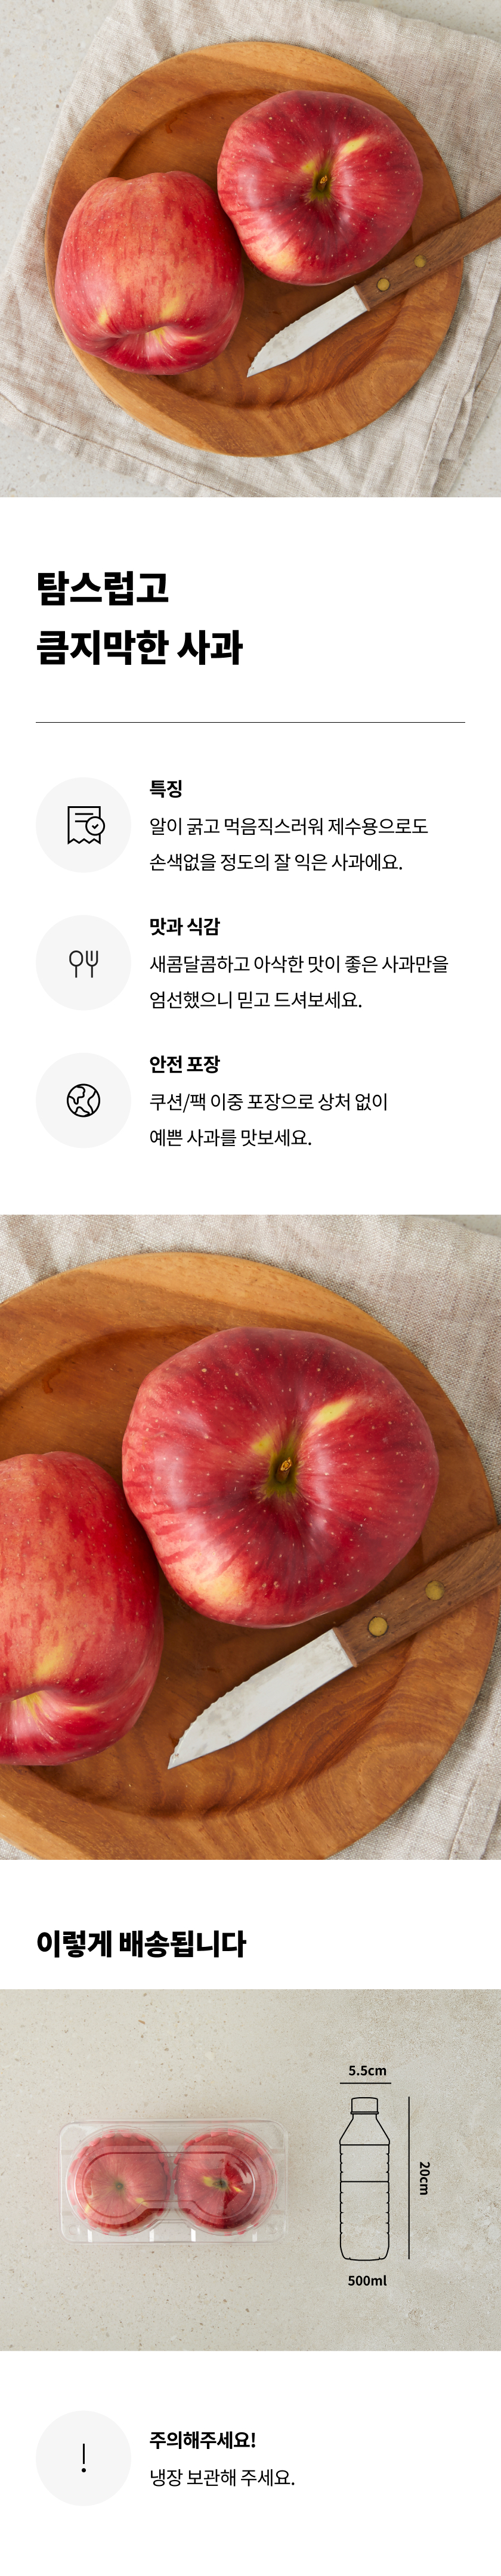 탐스럽고
큼지막한 사과
특징
알이 굵고 먹음직스러워 제수용으로도
손색없을 정도의 잘 익은 사과에요.
맛과 식감
새콤달콤하고 아삭한 맛이 좋은 사과만을
엄선했으니 믿고 드셔보세요.
안전 포장
쿠션/팩 이중 포장으로 상처 없이
예쁜 사과를 맛보세요.
이렇게 배송됩니다
5.5cm
20cm
500ml
주의해주세요!
냉장 보관해 주세요.